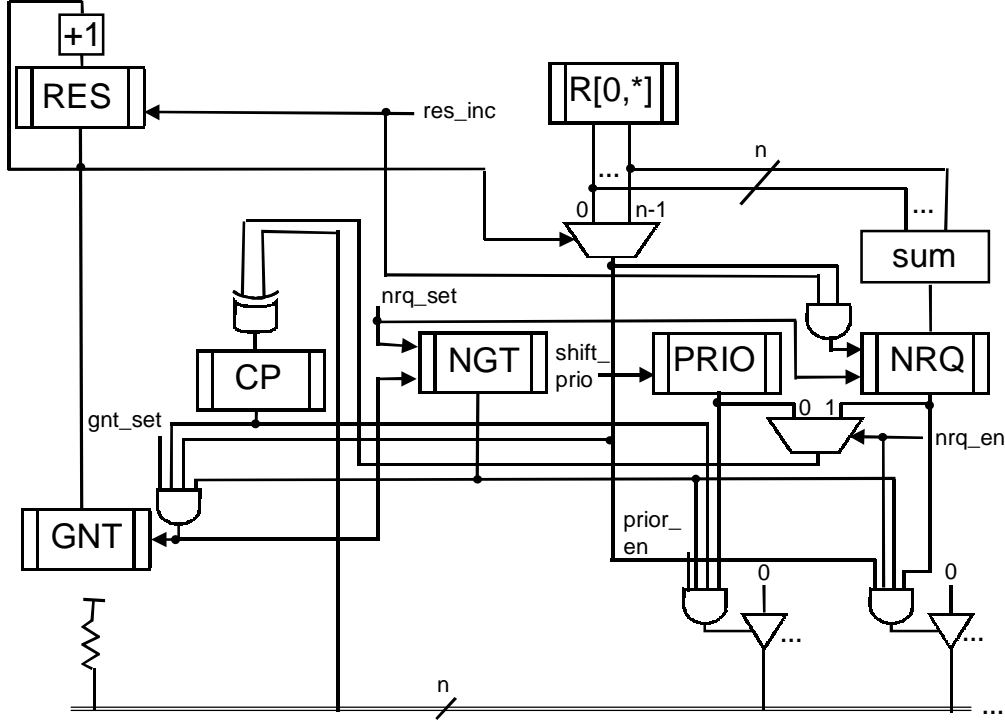 +1
RES
R[0,*]
res_inc
n
...
...
0
n-1
sum
nrq_set
NGT
shift_
prio
PRIO
NRQ
CP
gnt_set
0
1
nrq_en
GNT
prior_
en
0
0
...
...
n
...